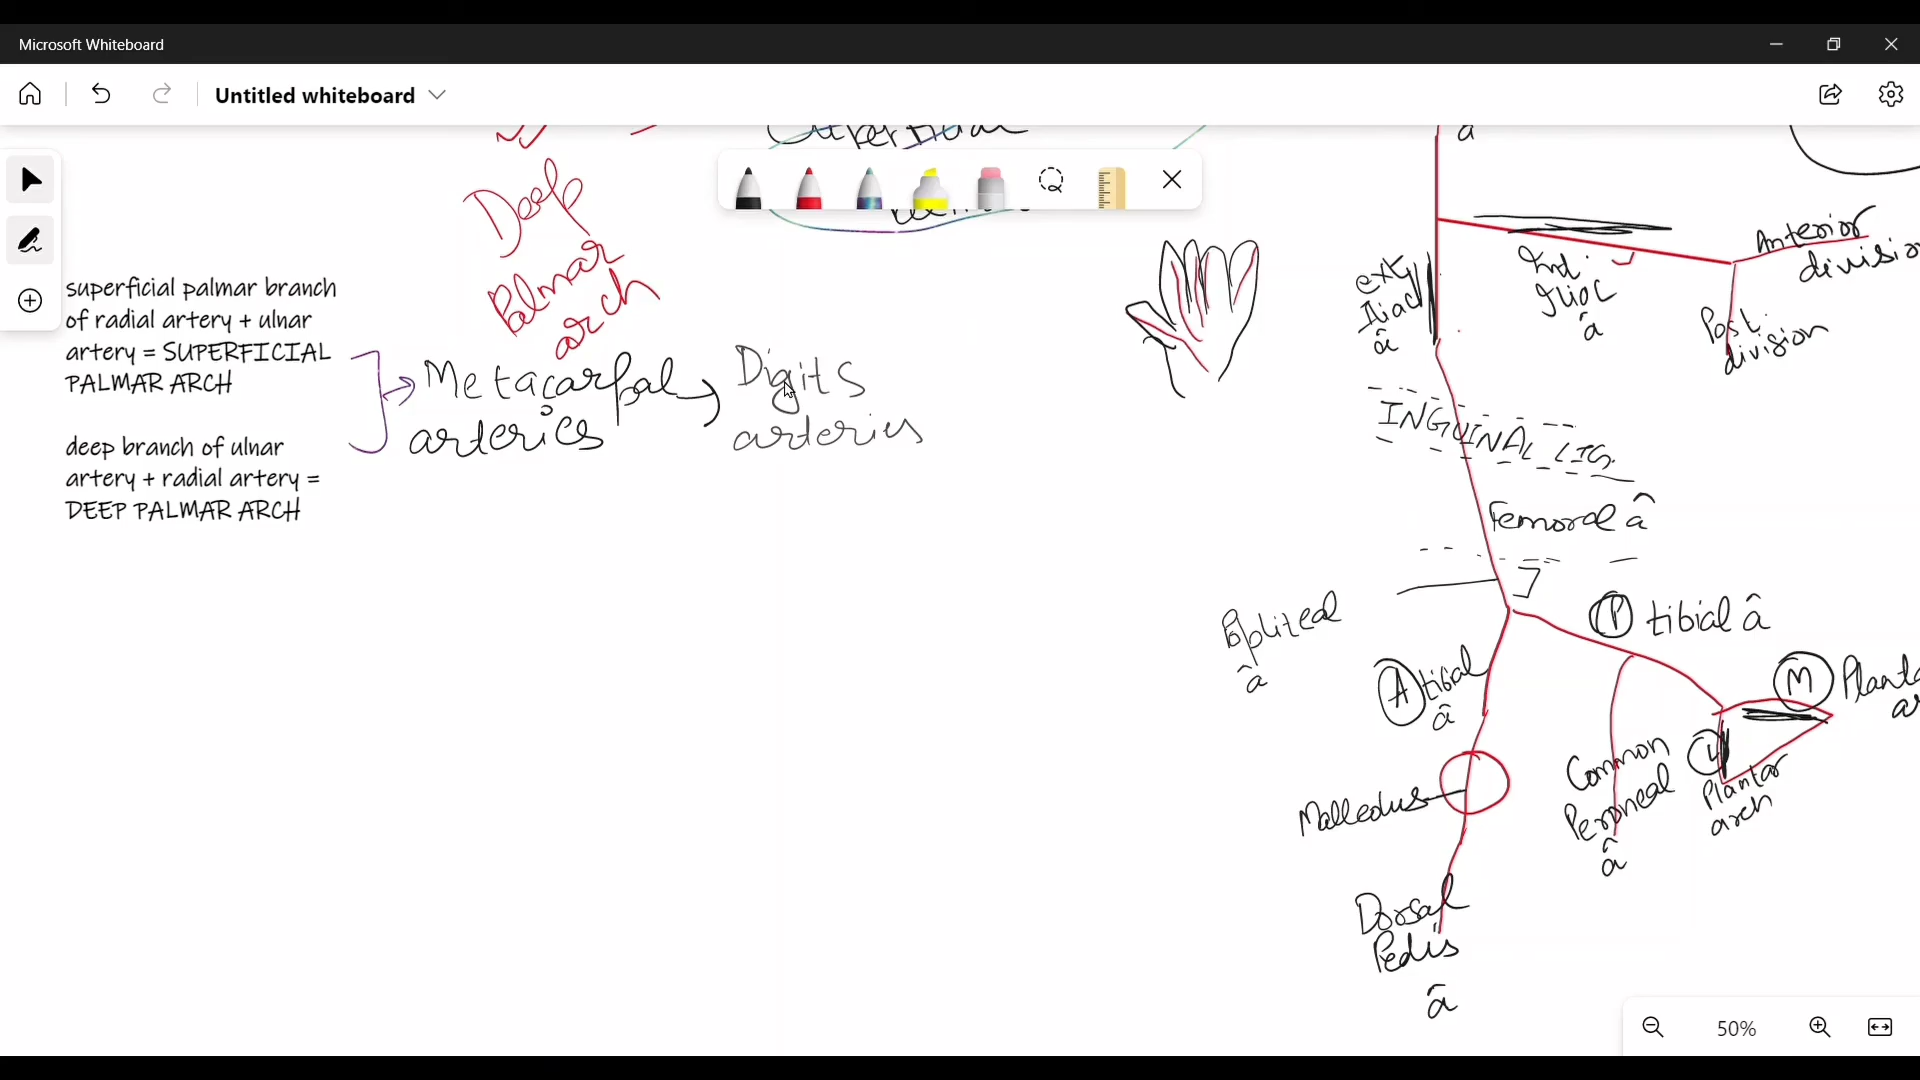 Microsoft Whiteboard
Untitled whiteboard
a
Deep
Palmar
arch
superficial palmar branch
of radial artery + ulnar
artery = SUPERFICIAL
PALMAR ARCH
deep branch of ulnar
artery + radial artery =
DEEP PALMAR ARCH
Metacarpal
arteries
Digits
arteries
Anterior
division
Post.
division
ext
Iliac
â
Int.
Iliac
â
INGUINAL LIG.
Femoral â
Popliteal
â
P tibial â
A tibial
â
M Planta
ar
L
Plantar
arch
Common
Peroneal
â
Malleolus
Dorsal
Pedis
â
50%